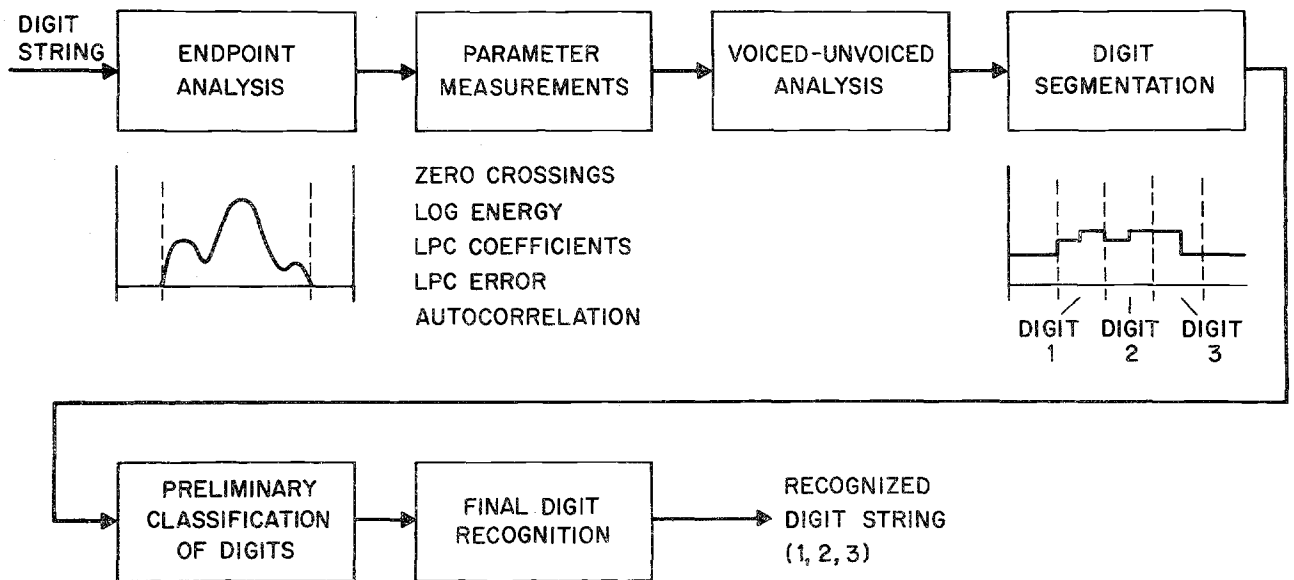 DIGIT
STRING
ENDPOINT
ANALYSIS
PARAMETER
MEASUREMENTS
VOICED-UNVOICED
ANALYSIS
DIGIT
SEGMENTATION
ZERO CROSSINGS
LOG ENERGY
LPC COEFFICIENTS
LPC ERROR
AUTOCORRELATION
DIGIT
1
DIGIT
2
DIGIT
3
PRELIMINARY
CLASSIFICATION
OF DIGITS
FINAL DIGIT
RECOGNITION
RECOGNIZED
DIGIT STRING
(1, 2, 3)